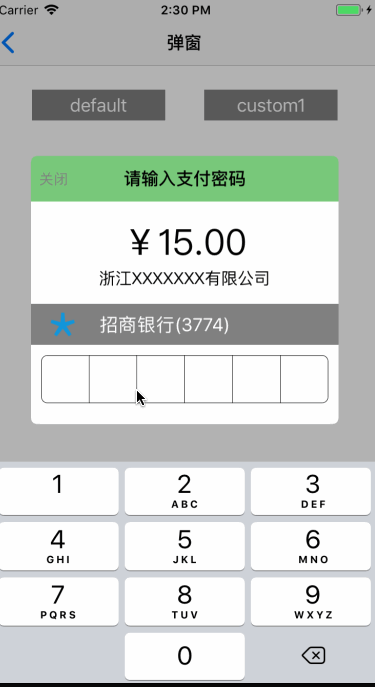 Carrier 2:30 PM
弹窗
default custom1
关闭 请输入支付密码
￥15.00
浙江XXXXXXX有限公司
招商银行(3774)
1 2 3
ABC DEF
4 5 6
GHI JKL MNO
7 8 9
PQRS TUV WXYZ
0